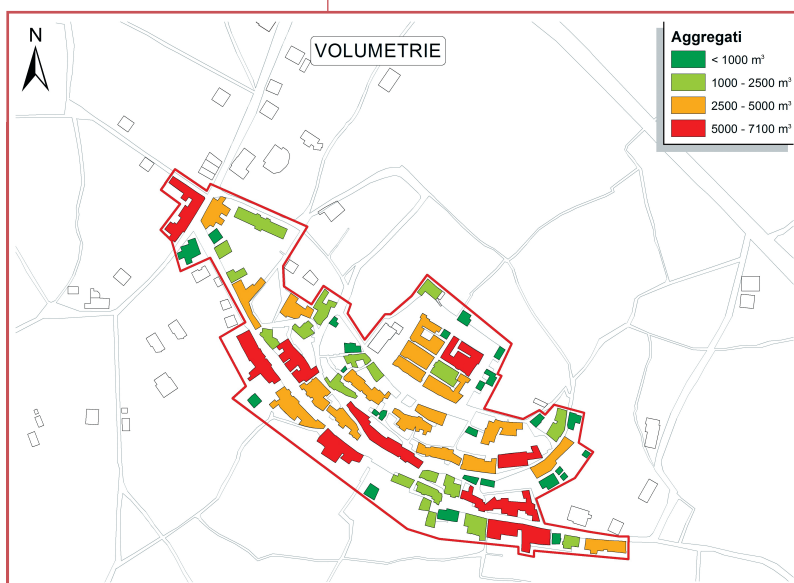 N
VOLUMETRIE
Aggregati
< 1000 m³
1000 - 2500 m³
2500 - 5000 m³
5000 - 7100 m³